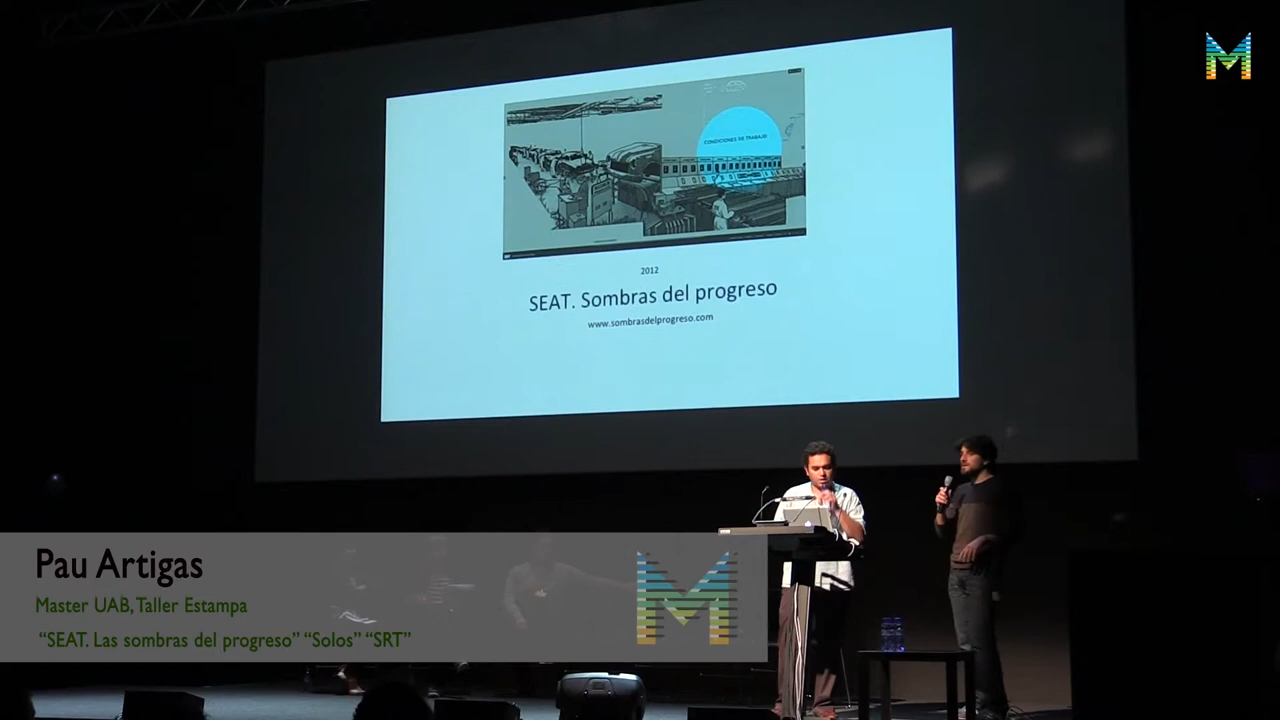 CONDICIONES DE TRABAJO
2012
SEAT. Sombras del progreso
www.sombrasdelprogreso.com
Pau Artigas
Master UAB, Taller Estampa
“SEAT. Las sombras del progreso” “Solos” “SRT”
M
M